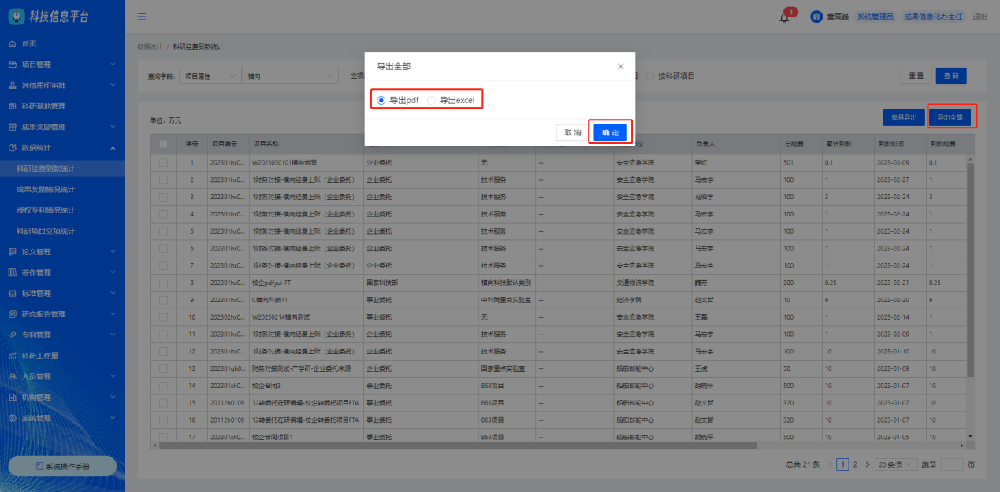 科技信息平台
4
峰 童高峰 系统管理员 成果信息化办主任 退出
首页
项目管理
其他用印审批
科研基地管理
成果奖励管理
数据统计
科研经费到款统计
成果奖励情况统计
授权专利情况统计
科研项目立项统计
论文管理
著作管理
标准管理
研究报告管理
专利管理
科研工作量
人员管理
机构管理
系统管理
系统操作手册
数据统计 / 科研经费到款统计
查询字段: 项目属性 横向 立项 按科研项目 重置 查询
导出全部
导出pdf 导出excel
取消 确定
单位: 万元 批量导出 导出全部
序号 项目编号 项目名称 负责人 总经费 累计到款 到款时间 到款经费
1 202301hx0... W2023030101横向合同 企业委托 无 -- 安全应急学院 李红 501 0.1 2023-03-09 0.1
2 202301hx0... 1财务对接-横向经费上账（企业委托） 企业委托 技术服务 -- 安全应急学院 马宏宇 100 1 2023-02-27 1
3 202301hx0... 1财务对接-横向经费上账（企业委托） 企业委托 技术服务 -- 安全应急学院 马宏宇 100 3 2023-02-24 3
4 202301hx0... 1财务对接-横向经费上账（企业委托） 企业委托 技术服务 -- 安全应急学院 马宏宇 100 1 2023-02-24 1
5 202301hx0... 1财务对接-横向经费上账（企业委托） 企业委托 技术服务 -- 安全应急学院 马宏宇 100 1 2023-02-24 1
6 202301hx0... 1财务对接-横向经费上账（企业委托） 企业委托 技术服务 -- 安全应急学院 马宏宇 100 1 2023-02-24 1
7 202301hx0... 1财务对接-横向经费上账（企业委托） 企业委托 技术服务 -- 安全应急学院 马宏宇 100 1 2023-02-24 1
8 202301hx0... 校企pdfyul-FT 国家科技部 横向科技默认类别 -- 交通物流学院 魏芳 300 0.25 2023-02-21 0.25
9 202301hx0... C横向科技11 事业委托 中科院重点实验室 -- 经济学院 赵文哲 10 6 2023-02-20 6
10 202302hx0... W20230214横向测试 事业委托 无 -- 安全应急学院 王磊 100 1 2023-02-14 1
11 202301hx0... 1财务对接-横向经费上账（企业委托） 企业委托 技术服务 -- 安全应急学院 马宏宇 100 1 2023-02-09 1
12 202301hx0... 1财务对接-横向经费上账（企业委托） 企业委托 技术服务 -- 安全应急学院 马宏宇 100 10 2023-01-10 10
13 202301qh0... 财务对接测试-产学研-企业委托来源 企业委托 国家重点实验室 -- 船舶邮轮中心 王虎 50 10 2023-01-09 10
14 202301xh0... 校企合同3 事业委托 863项目 -- 船舶邮轮中心 胡晓平 500 10 2023-01-07 10
15 20112h0109 12转委托在研编辑-校企转委托项目FTA 事业委托 863项目 -- 船舶邮轮中心 赵文哲 320 10 2023-01-07 10
16 20112h0109 12转委托在研编辑-校企转委托项目FTA 事业委托 863项目 -- 船舶邮轮中心 赵文哲 320 10 2023-01-07 10
17 202301xh0... 校企合同项目1 事业委托 863项目 -- 船舶邮轮中心 胡晓平 500 10 2023-01-05 10
总共 21 条 1 2 20 条/页 跳至 页